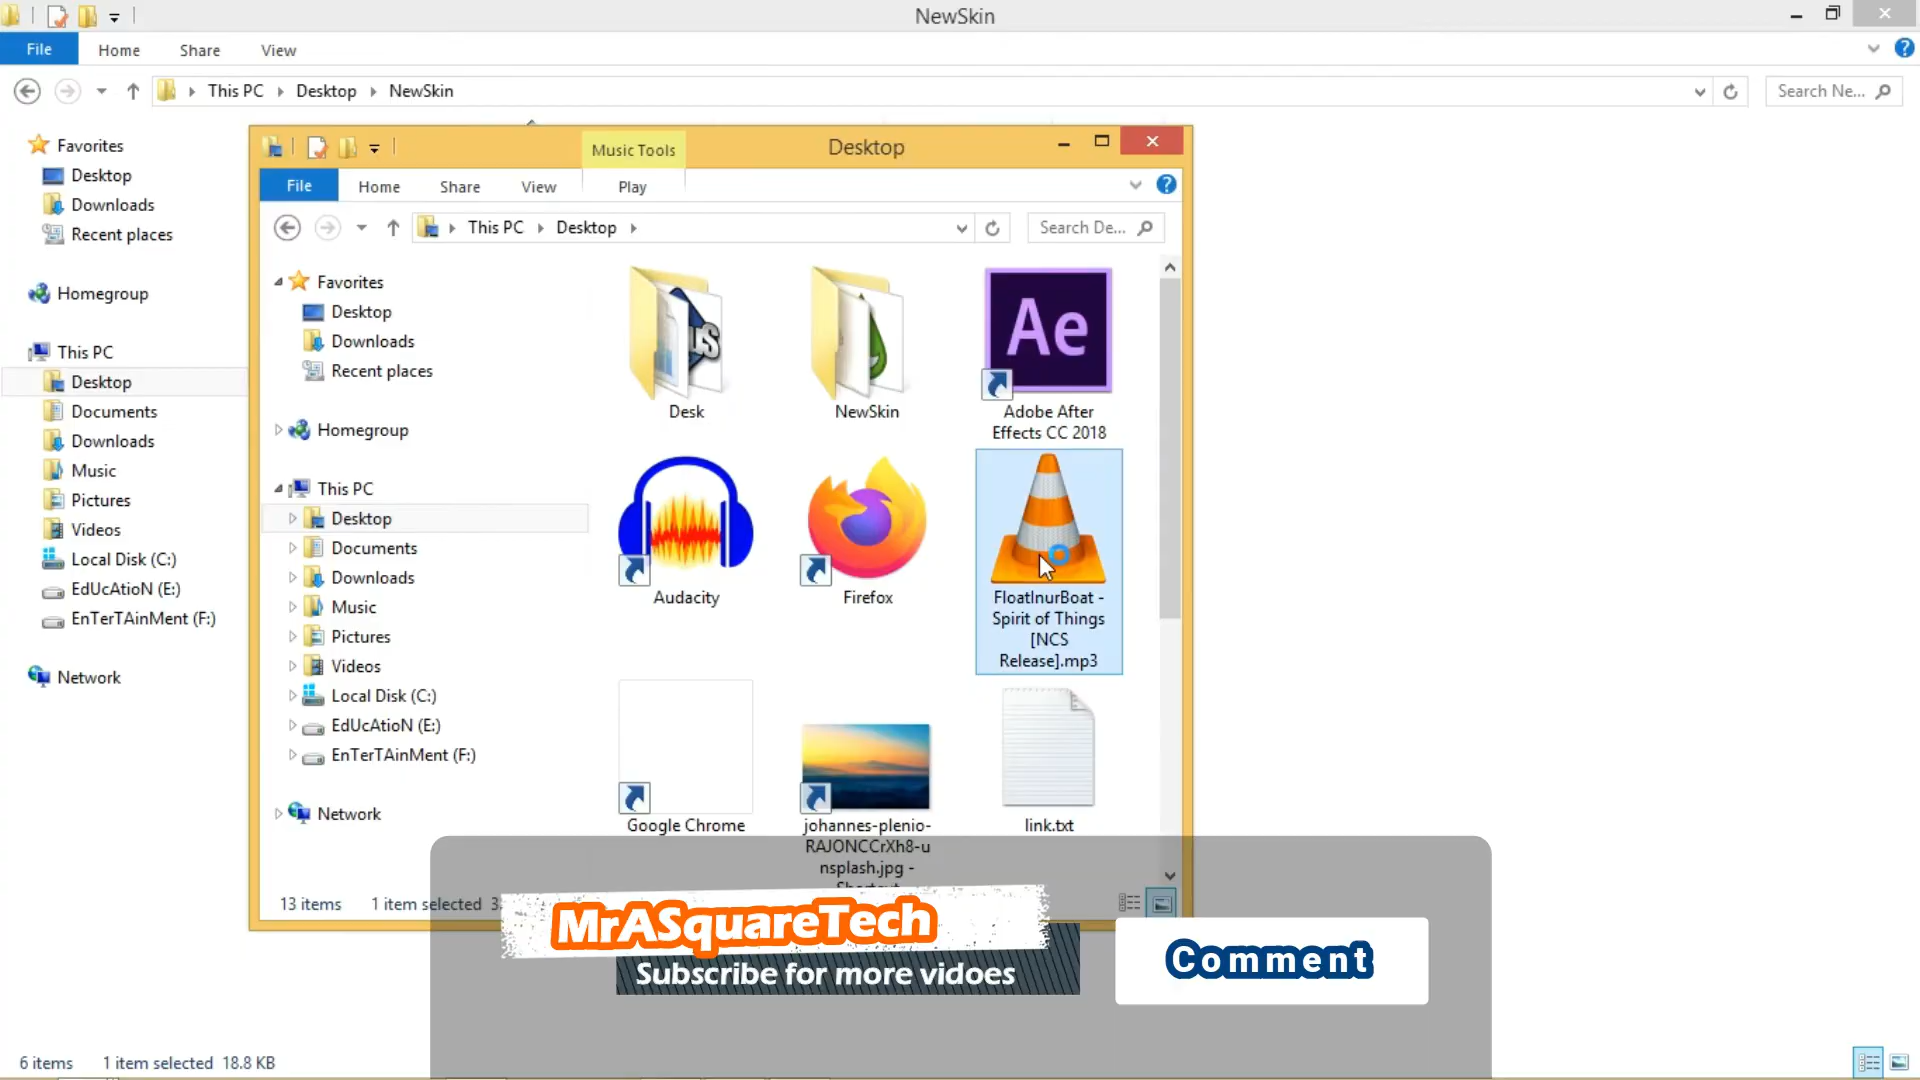 NewSkin
File Home Share View
This PC Desktop NewSkin
Search Ne...
Favorites
Desktop
Downloads
Recent places
Homegroup
This PC
Desktop
Documents
Downloads
Music
Pictures
Videos
Local Disk (C:)
EdUcAtioN (E:)
EnTerTAinMent (F:)
Network
6 items 1 item selected 18.8 KB
Music Tools
Desktop
File Home Share View Play
This PC Desktop
Search De...
Favorites
Desktop
Downloads
Recent places
Homegroup
This PC
Desktop
Documents
Downloads
Music
Pictures
Videos
Local Disk (C:)
EdUcAtioN (E:)
EnTerTAinMent (F:)
Network
Desk
NewSkin
Ae
Adobe After
Effects CC 2018
Audacity
Firefox
FloatInurBoat -
Spirit of Things
[NCS
Release].mp3
Google Chrome
johannes-plenio-
RAJONCCrXh8-u
nsplash.jpg -
link.txt
13 items 1 item selected
MrASquareTech
Subscribe for more vidoes
Comment